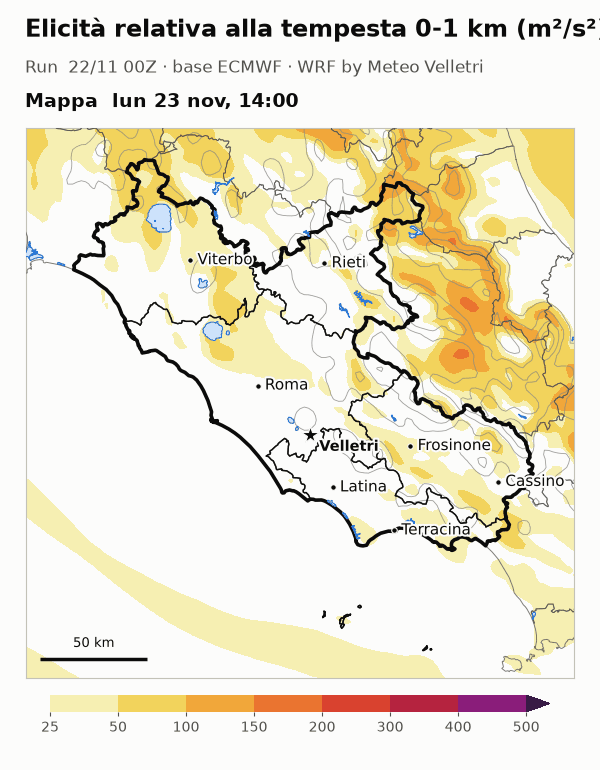 Elicità relativa alla tempesta 0-1 km (m²/s²)
Run 22/11 00Z · base ECMWF · WRF by Meteo Velletri
Mappa lun 23 nov, 14:00
Viterbo
Rieti
Roma
Velletri
Frosinone
Cassino
Latina
Terracina
50 km
25 50 100 150 200 300 400 500